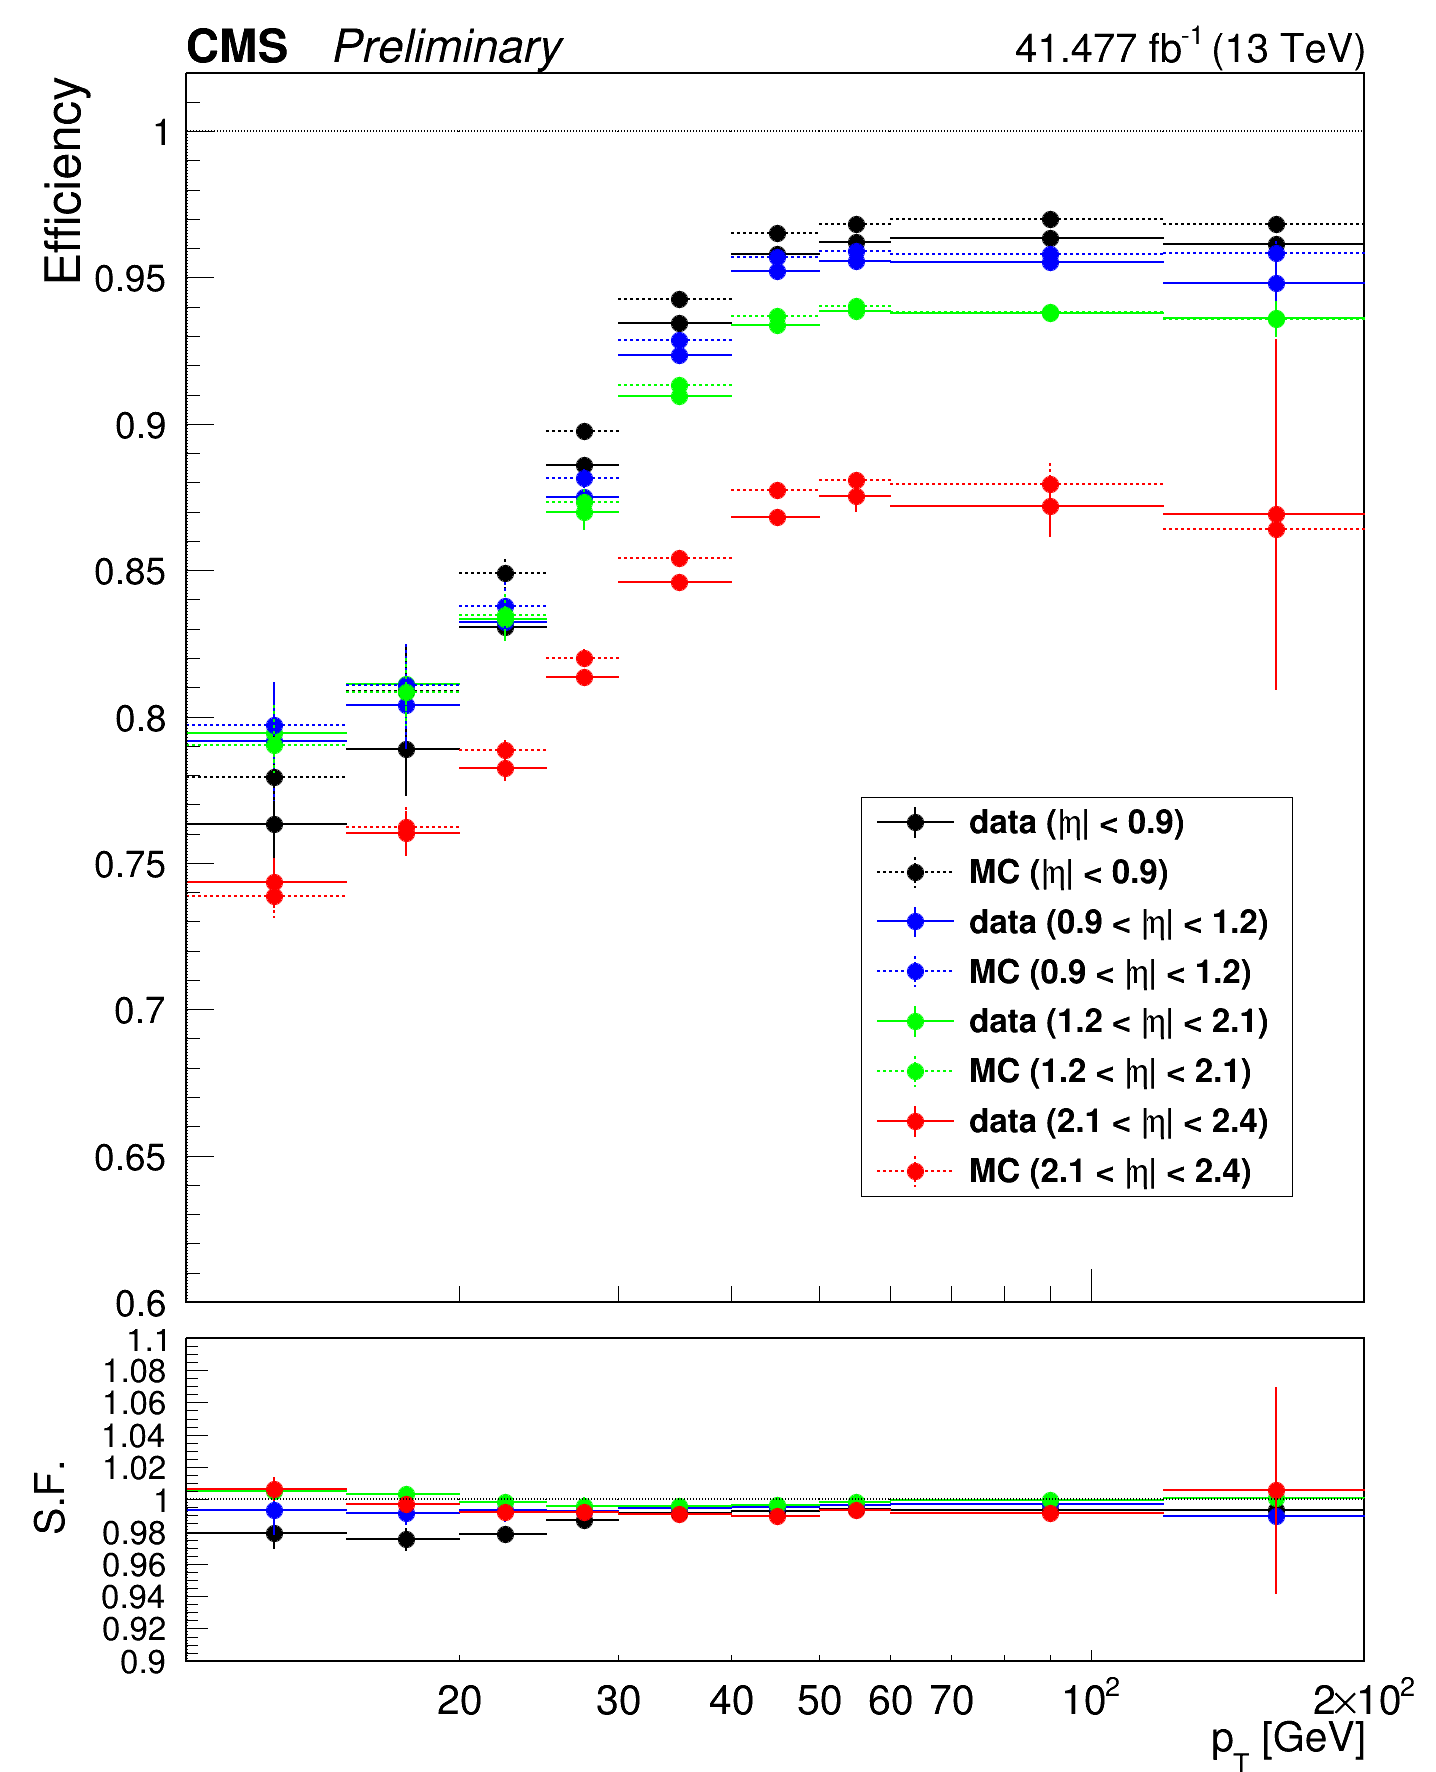 CMS Preliminary 41.477 fb⁻¹ (13 TeV)
Efficiency
1
0.95
0.9
0.85
0.8
0.75
0.7
0.65
0.6
data (|η| < 0.9)
MC (|η| < 0.9)
data (0.9 < |η| < 1.2)
MC (0.9 < |η| < 1.2)
data (1.2 < |η| < 2.1)
MC (1.2 < |η| < 2.1)
data (2.1 < |η| < 2.4)
MC (2.1 < |η| < 2.4)
S.F.
1.1
1.08
1.06
1.04
1.02
1
0.98
0.96
0.94
0.92
0.9
20 30 40 50 60 70 10² 2×10²
p_T [GeV]